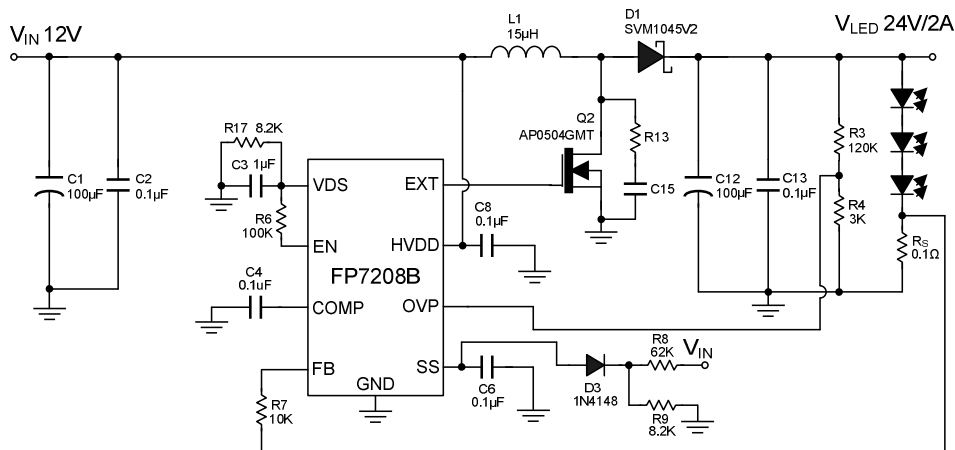 V_IN 12V
L1
15µH
D1
SVM1045V2
V_LED 24V/2A
R17 8.2K
C3 1µF
R6
100K
C1
100µF
C2
0.1µF
C4
0.1uF
VDS
EN
COMP
FB
EXT
HVDD
OVP
SS
GND
FP7208B
R7
10K
Q2
AP0504GMT
R13
C15
C8
0.1µF
C6
0.1µF
C12
100µF
C13
0.1µF
R3
120K
R4
3K
R_S
0.1Ω
D3
1N4148
R8
62K
V_IN
R9
8.2K